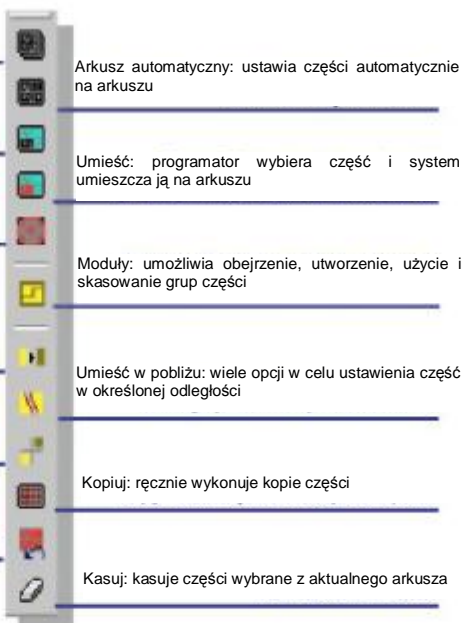 Arkusz automatyczny: ustawia części automatycznie
na arkuszu
Umieść: programator wybiera część i system
umieszcza ją na arkuszu
Moduły: umożliwia obejrzenie, utworzenie, użycie i
skasowanie grup części
Umieść w pobliżu: wiele opcji w celu ustawienia część
w określonej odległości
Kopiuj: ręcznie wykonuje kopie części
Kasuj: kasuje części wybrane z aktualnego arkusza